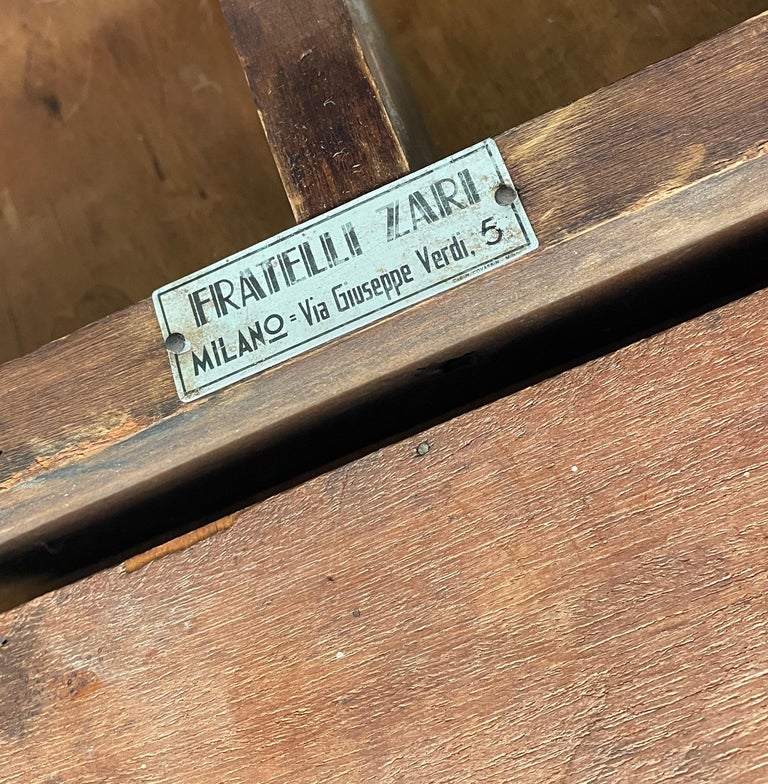 FRATELLI ZARI
MILANO = Via Giuseppe Verdi, 5